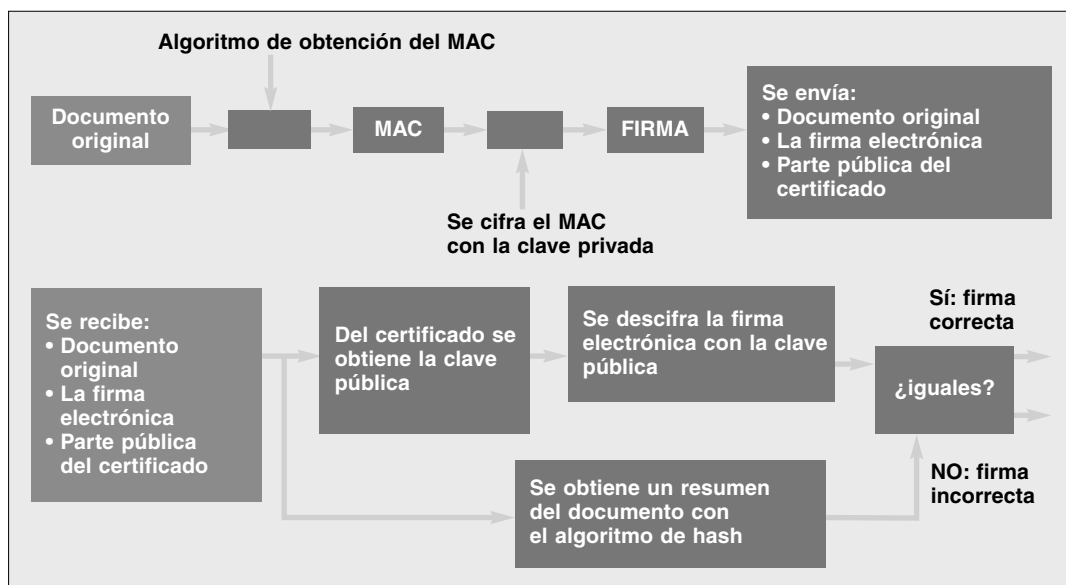 Algoritmo de obtención del MAC
Documento
original
MAC
FIRMA
Se envía:
• Documento original
• La firma electrónica
• Parte pública del
certificado
Se cifra el MAC
con la clave privada
Se recibe:
• Documento
original
• La firma
electrónica
• Parte pública
del certificado
Del certificado se
obtiene la clave
pública
Se descifra la firma
electrónica con la clave
pública
Se obtiene un resumen
del documento con
el algoritmo de hash
¿iguales?
Sí: firma
correcta
NO: firma
incorrecta